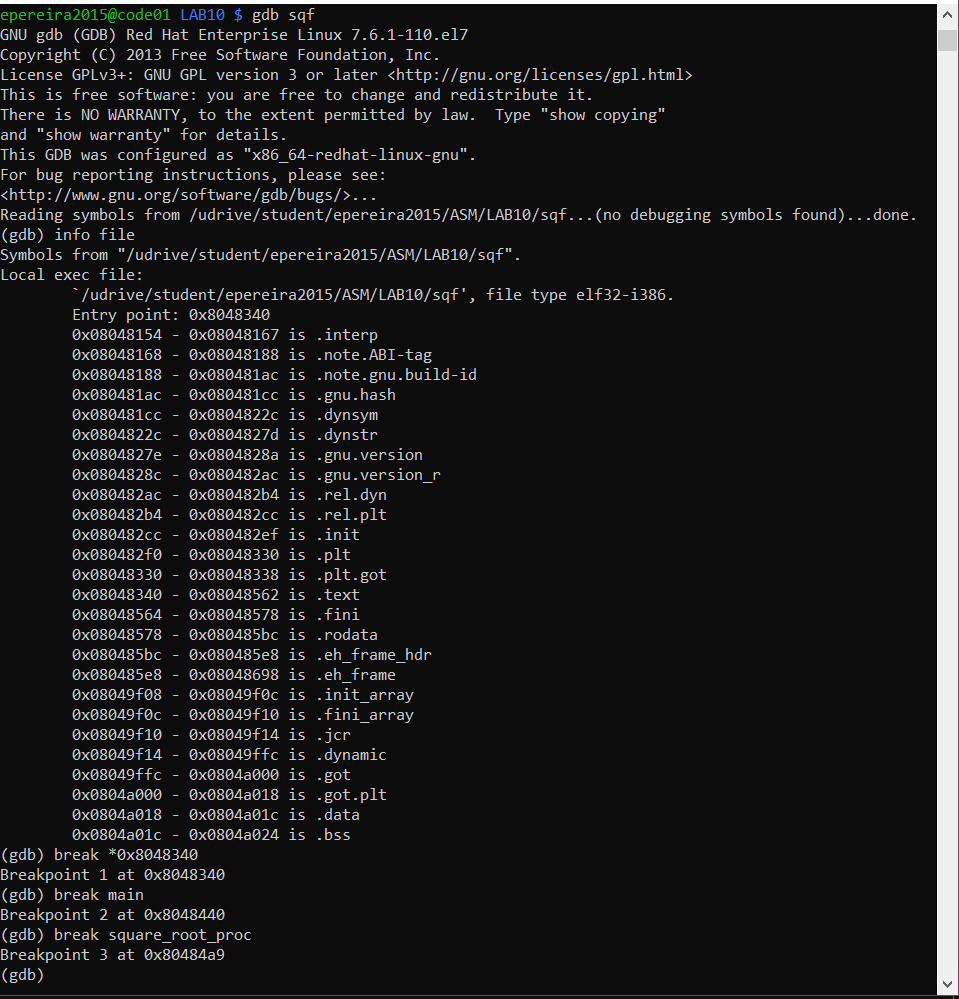 epereira2015@code01 LAB10 $ gdb sqf
GNU gdb (GDB) Red Hat Enterprise Linux 7.6.1-110.el7
Copyright (C) 2013 Free Software Foundation, Inc.
License GPLv3+: GNU GPL version 3 or later <http://gnu.org/licenses/gpl.html>
This is free software: you are free to change and redistribute it.
There is NO WARRANTY, to the extent permitted by law.  Type "show copying"
and "show warranty" for details.
This GDB was configured as "x86_64-redhat-linux-gnu".
For bug reporting instructions, please see:
<http://www.gnu.org/software/gdb/bugs/>...
Reading symbols from /udrive/student/epereira2015/ASM/LAB10/sqf...(no debugging symbols found)...done.
(gdb) info file
Symbols from "/udrive/student/epereira2015/ASM/LAB10/sqf".
Local exec file:
        `/udrive/student/epereira2015/ASM/LAB10/sqf', file type elf32-i386.
        Entry point: 0x8048340
        0x08048154 - 0x08048167 is .interp
        0x08048168 - 0x08048188 is .note.ABI-tag
        0x08048188 - 0x080481ac is .note.gnu.build-id
        0x080481ac - 0x080481cc is .gnu.hash
        0x080481cc - 0x0804822c is .dynsym
        0x0804822c - 0x0804827d is .dynstr
        0x0804827e - 0x0804828a is .gnu.version
        0x0804828c - 0x080482ac is .gnu.version_r
        0x080482ac - 0x080482b4 is .rel.dyn
        0x080482b4 - 0x080482cc is .rel.plt
        0x080482cc - 0x080482ef is .init
        0x080482f0 - 0x08048330 is .plt
        0x08048330 - 0x08048338 is .plt.got
        0x08048340 - 0x08048562 is .text
        0x08048564 - 0x08048578 is .fini
        0x08048578 - 0x080485bc is .rodata
        0x080485bc - 0x080485e8 is .eh_frame_hdr
        0x080485e8 - 0x08048698 is .eh_frame
        0x08049f08 - 0x08049f0c is .init_array
        0x08049f0c - 0x08049f10 is .fini_array
        0x08049f10 - 0x08049f14 is .jcr
        0x08049f14 - 0x08049ffc is .dynamic
        0x08049ffc - 0x0804a000 is .got
        0x0804a000 - 0x0804a018 is .got.plt
        0x0804a018 - 0x0804a01c is .data
        0x0804a01c - 0x0804a024 is .bss
(gdb) break *0x8048340
Breakpoint 1 at 0x8048340
(gdb) break main
Breakpoint 2 at 0x8048440
(gdb) break square_root_proc
Breakpoint 3 at 0x80484a9
(gdb)